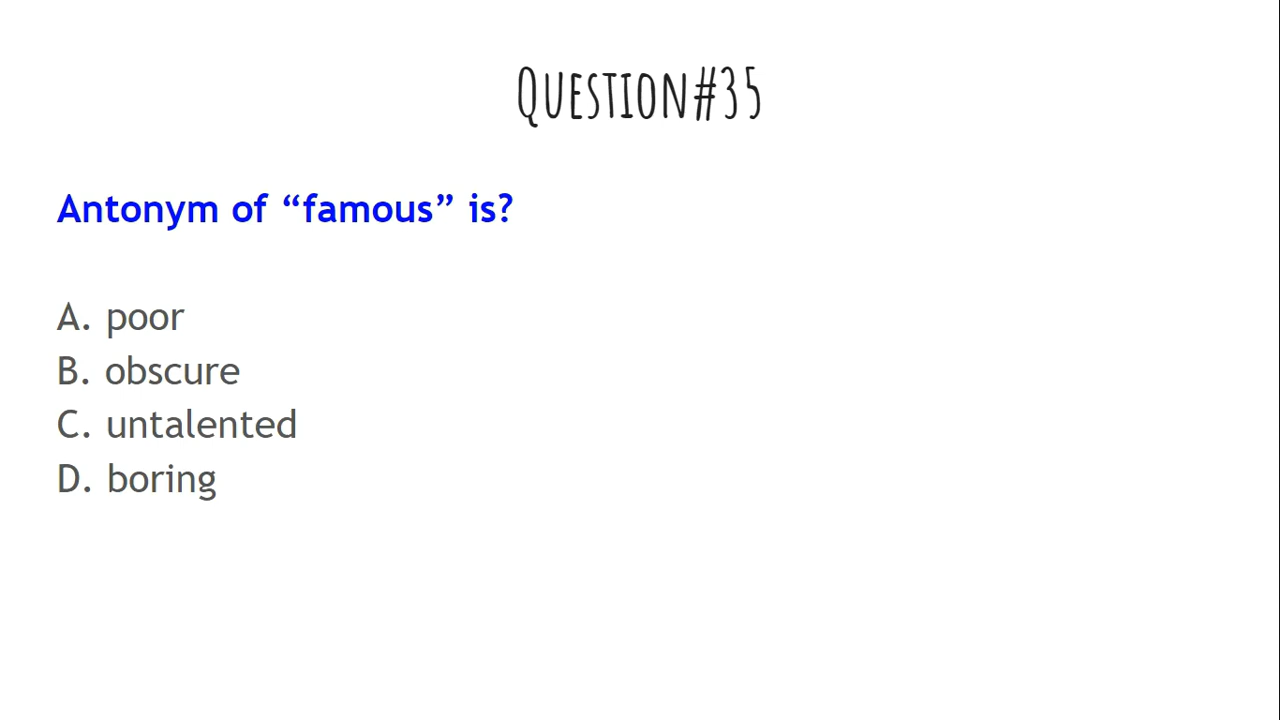 Question#35
Antonym of “famous” is?
A. poor
B. obscure
C. untalented
D. boring